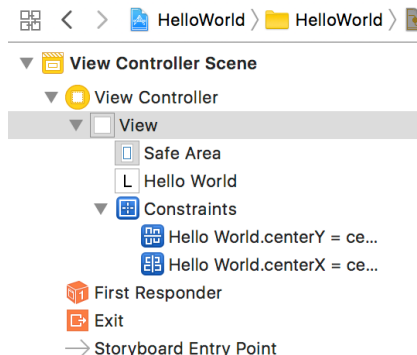 HelloWorld HelloWorld
View Controller Scene
View Controller
View
Safe Area
L Hello World
Constraints
Hello World.centerY = ce...
Hello World.centerX = ce...
First Responder
Exit
Storyboard Entry Point